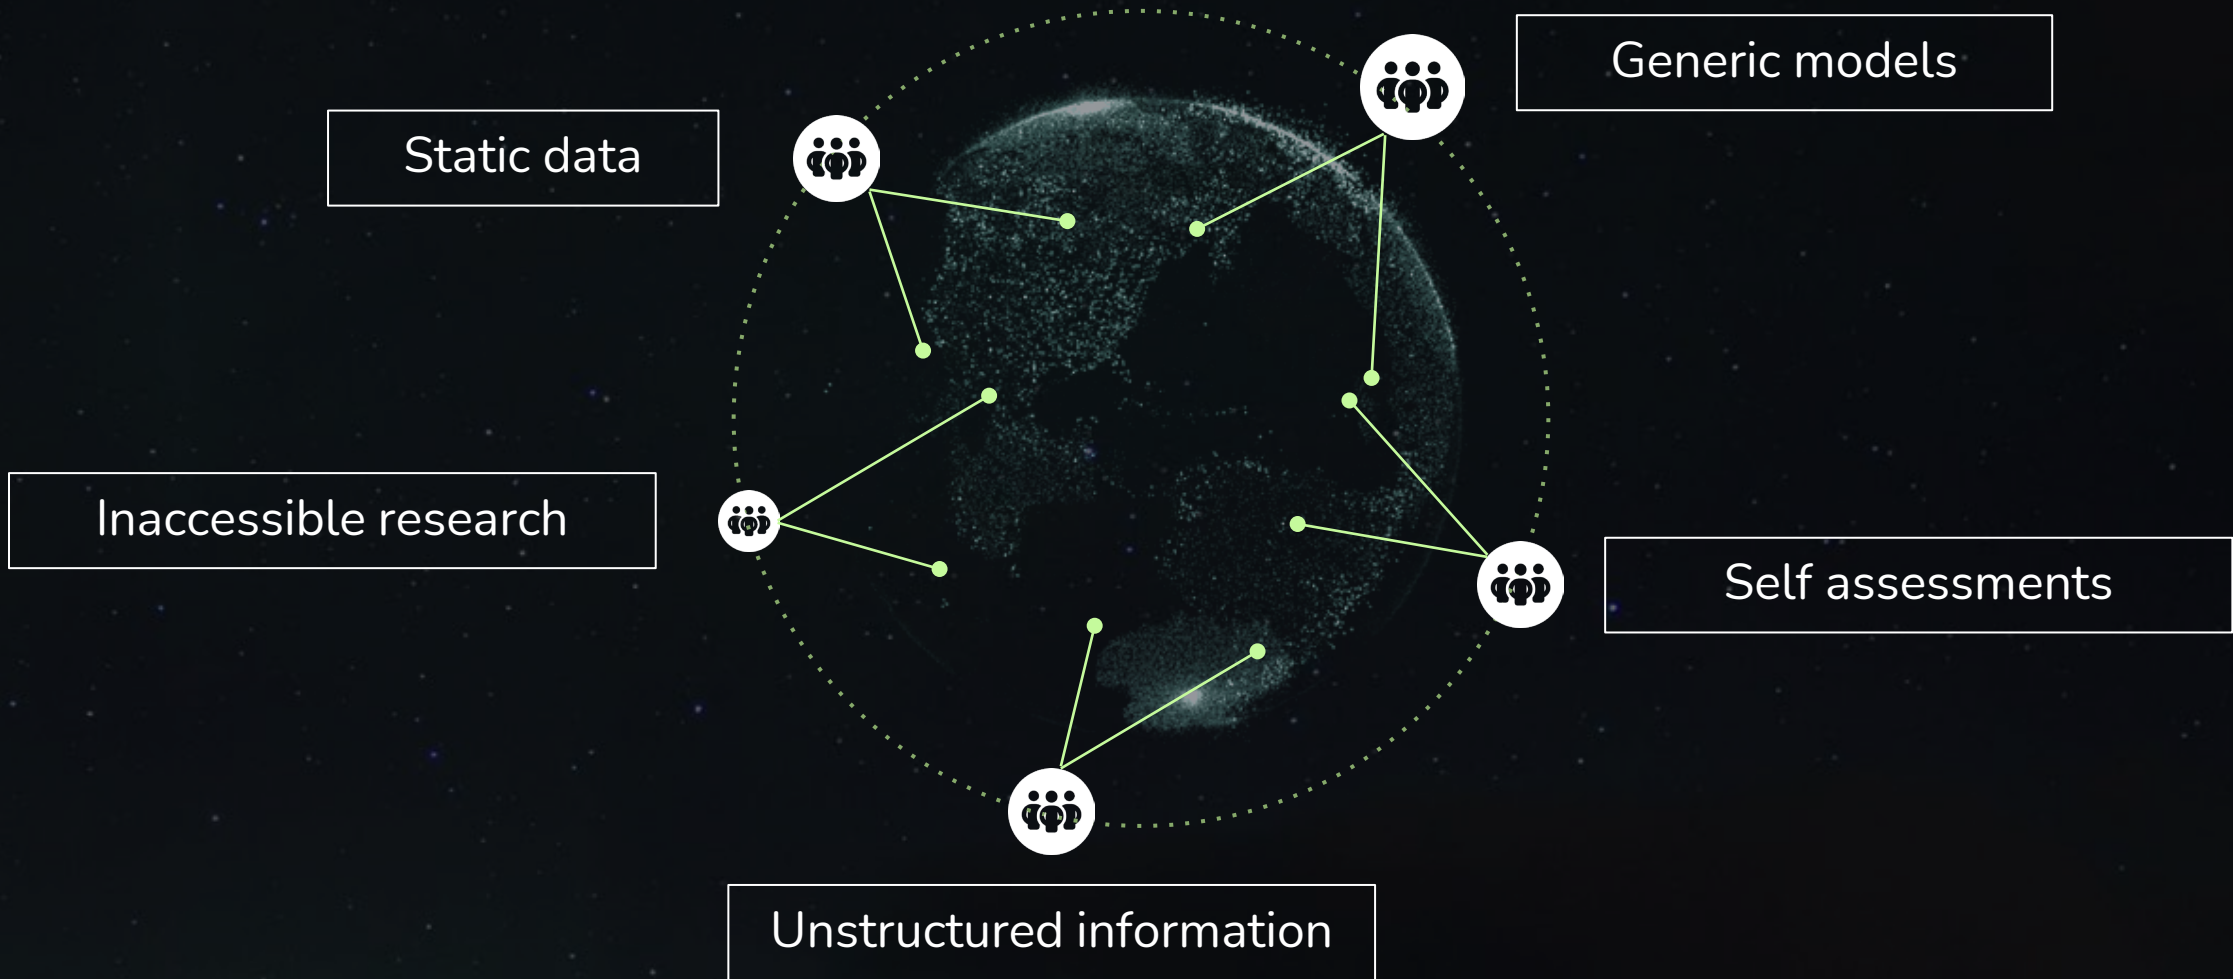 Generic models
Static data
Inaccessible research
Self assessments
Unstructured information